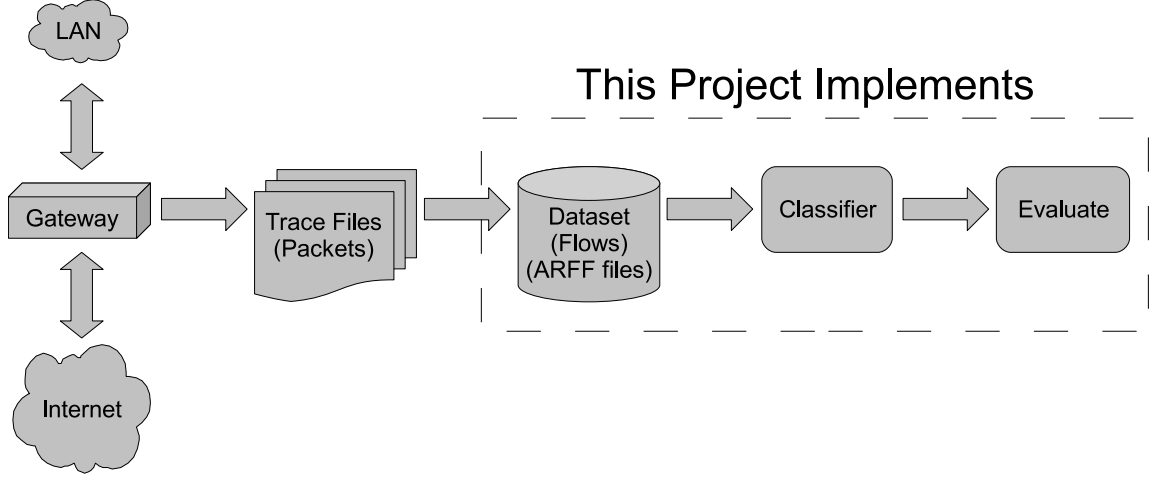 LAN
This Project Implements
Gateway
Trace Files
(Packets)
Dataset
(Flows)
(ARFF files)
Classifier
Evaluate
Internet